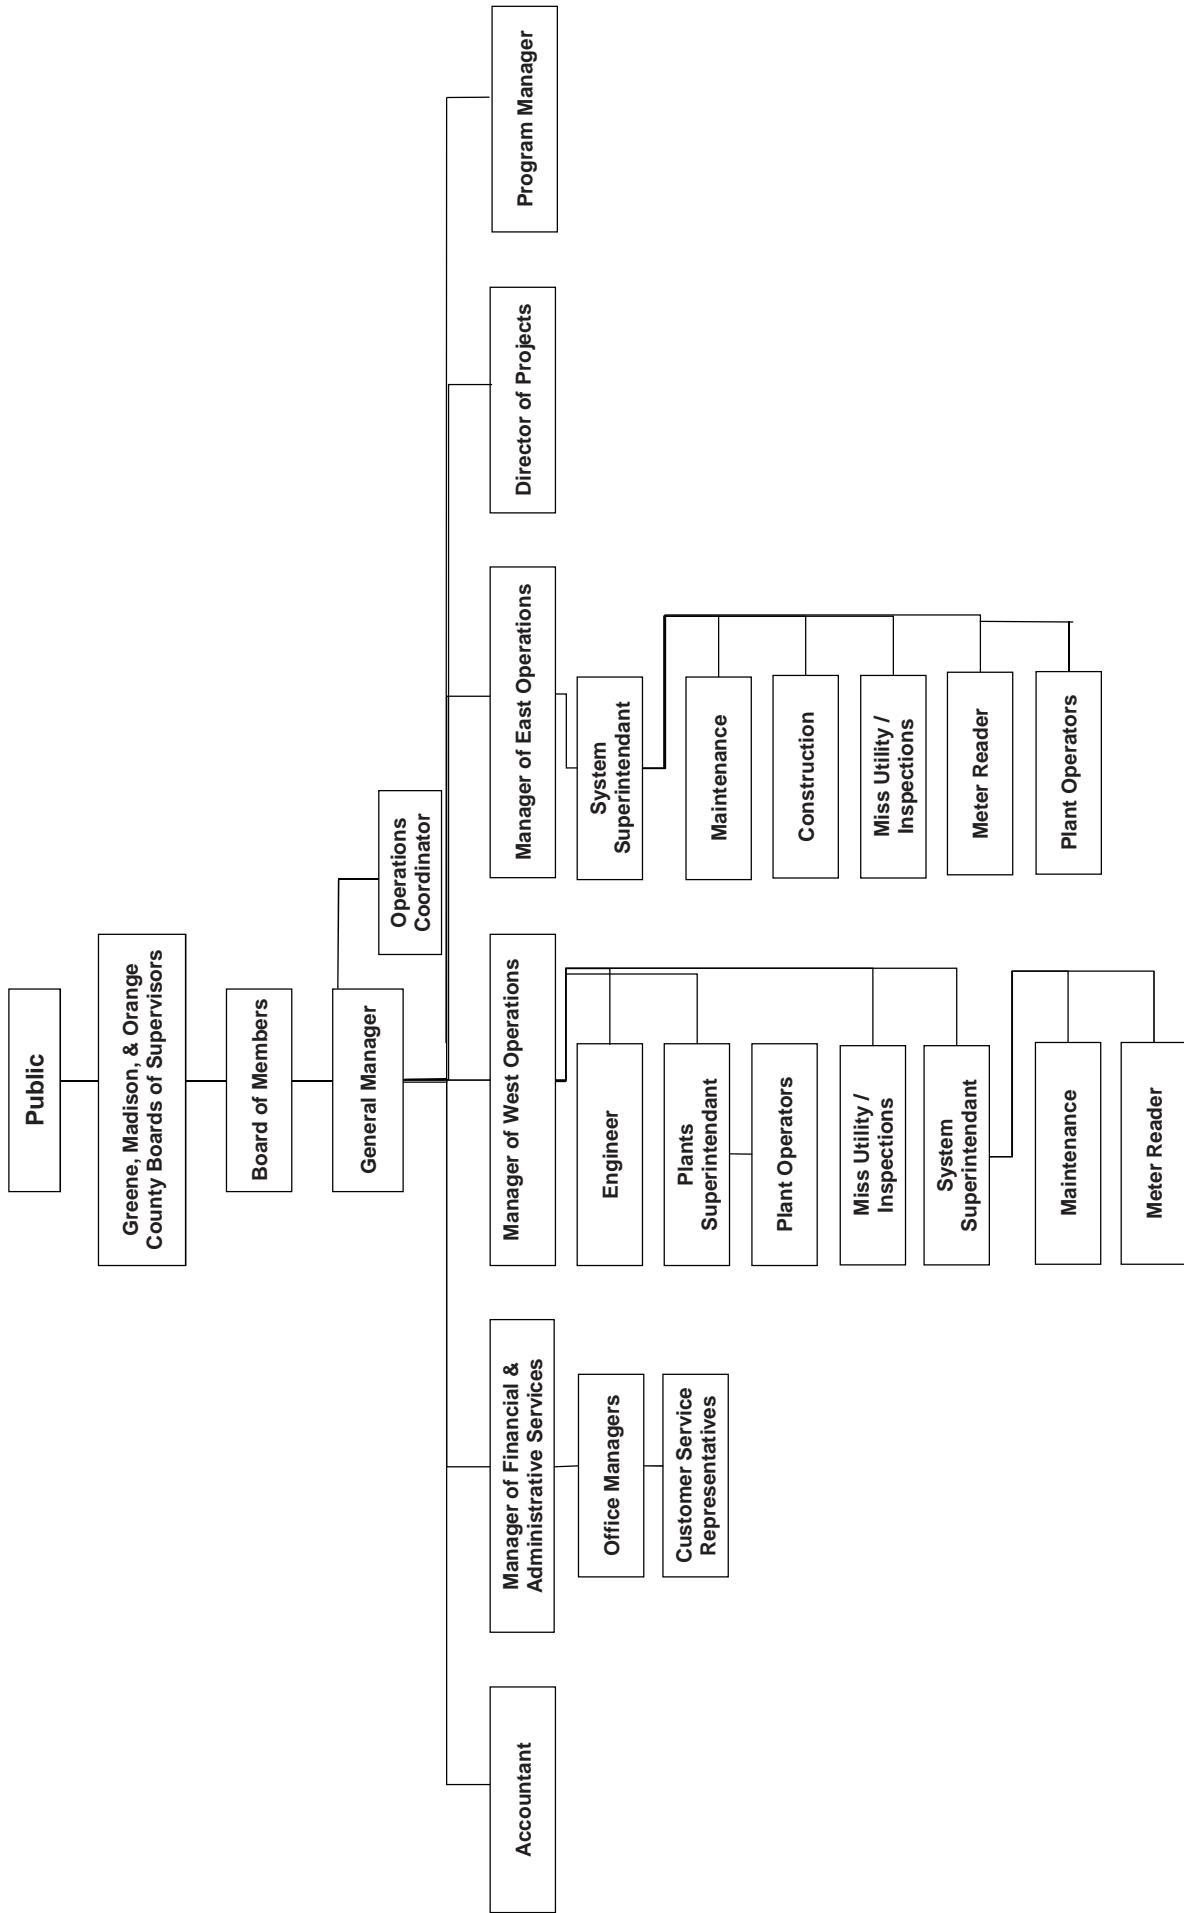 Public
Greene, Madison, & Orange
County Boards of Supervisors
Board of Members
General Manager
Operations
Coordinator
Accountant
Manager of Financial &
Administrative Services
Office Managers
Customer Service
Representatives
Manager of West Operations
Engineer
Plants
Superintendant
Plant Operators
Miss Utility /
Inspections
System
Superintendant
Maintenance
Meter Reader
Manager of East Operations
System
Superintendant
Maintenance
Construction
Miss Utility /
Inspections
Meter Reader
Plant Operators
Director of Projects
Program Manager